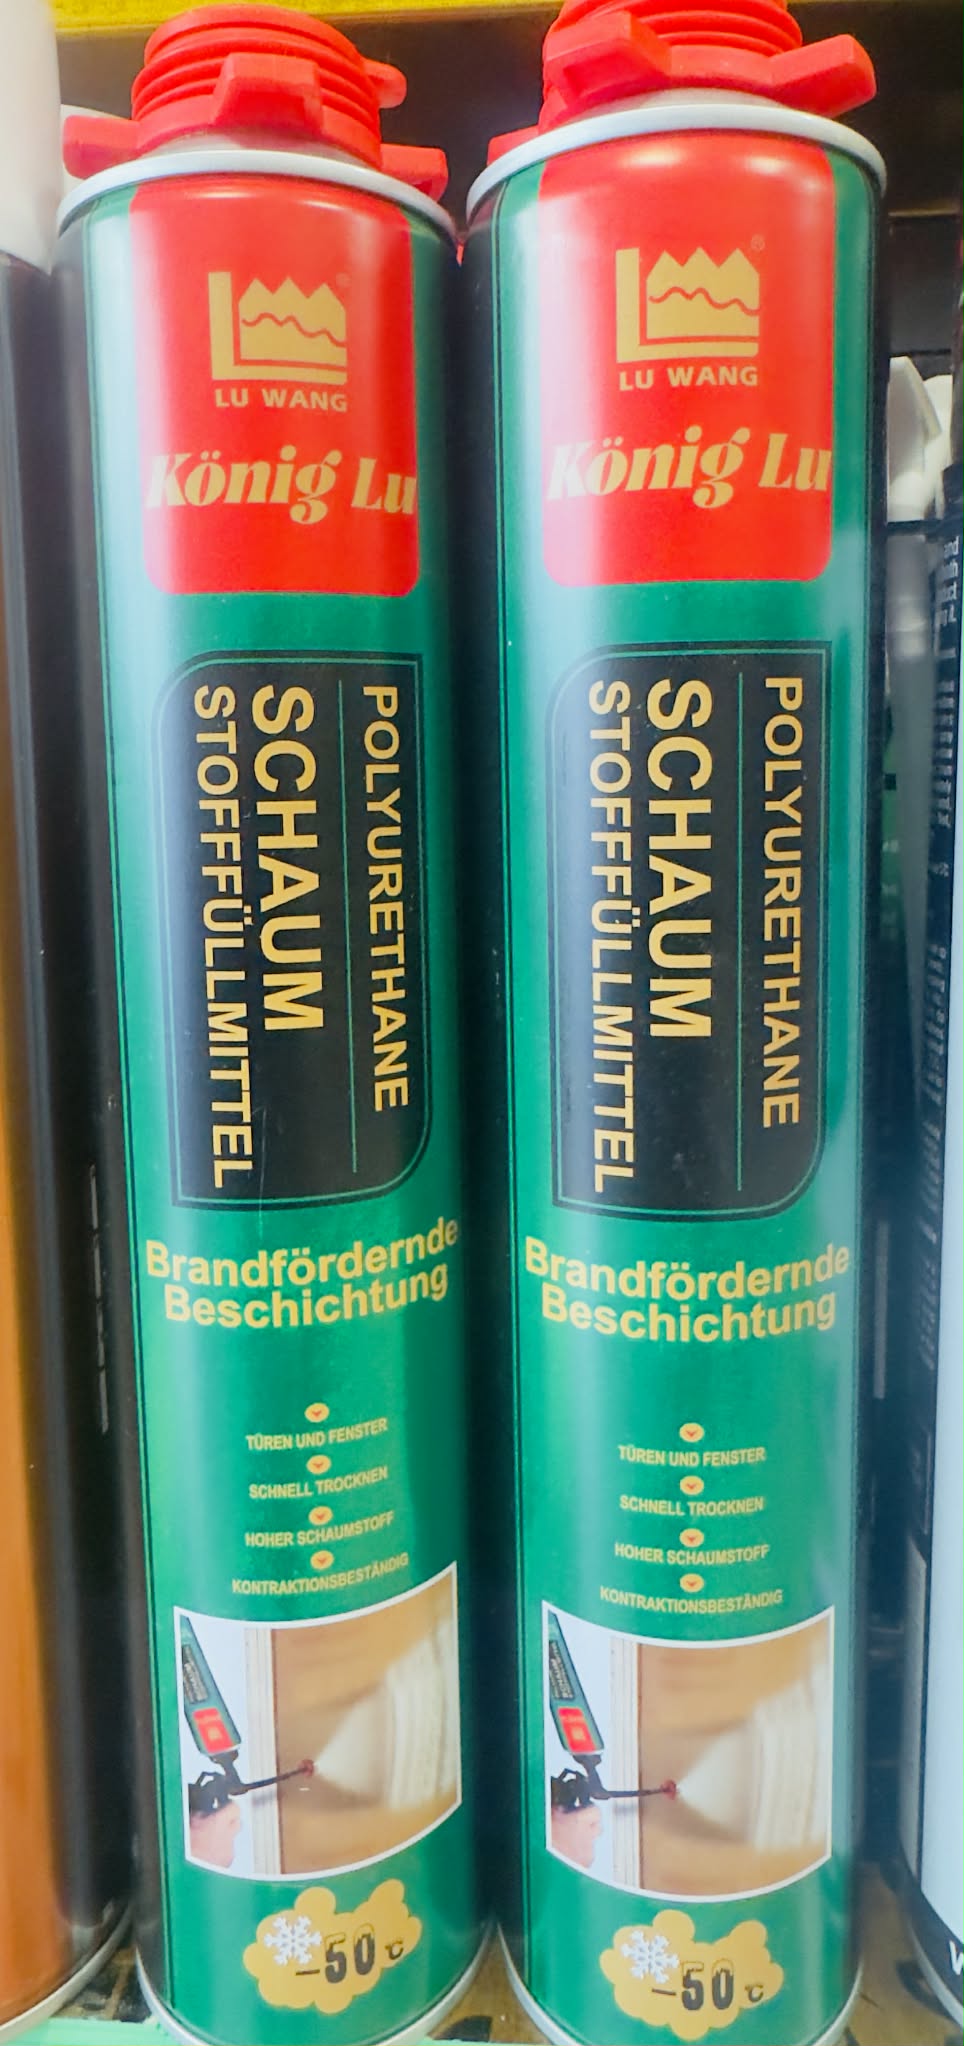 LU WANG
König Lu
POLYURETHANE
SCHAUM
STOFFFÜLLMITTEL
Brandfördernde
Beschichtung
TÜREN UND FENSTER
SCHNELL TROCKNEN
HOHER SCHAUMSTOFF
KONTRAKTIONSBESTÄNDIG
-50℃
LU WANG
König Lu
POLYURETHANE
SCHAUM
STOFFFÜLLMITTEL
Brandfördernde
Beschichtung
TÜREN UND FENSTER
SCHNELL TROCKNEN
HOHER SCHAUMSTOFF
KONTRAKTIONSBESTÄNDIG
-50℃